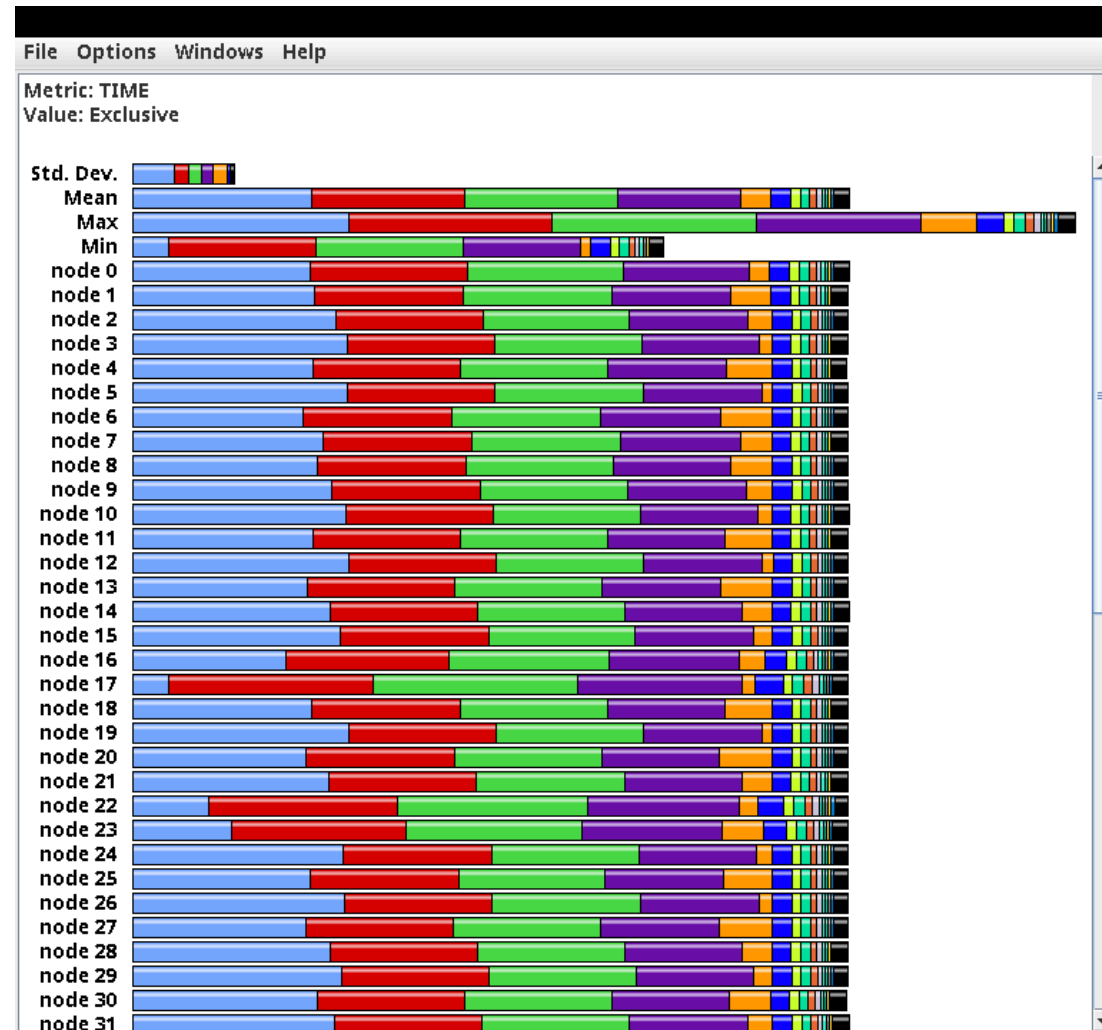 File Options Windows Help
Metric: TIME
Value: Exclusive
Std. Dev.
Mean
Max
Min
node 0
node 1
node 2
node 3
node 4
node 5
node 6
node 7
node 8
node 9
node 10
node 11
node 12
node 13
node 14
node 15
node 16
node 17
node 18
node 19
node 20
node 21
node 22
node 23
node 24
node 25
node 26
node 27
node 28
node 29
node 30
node 31